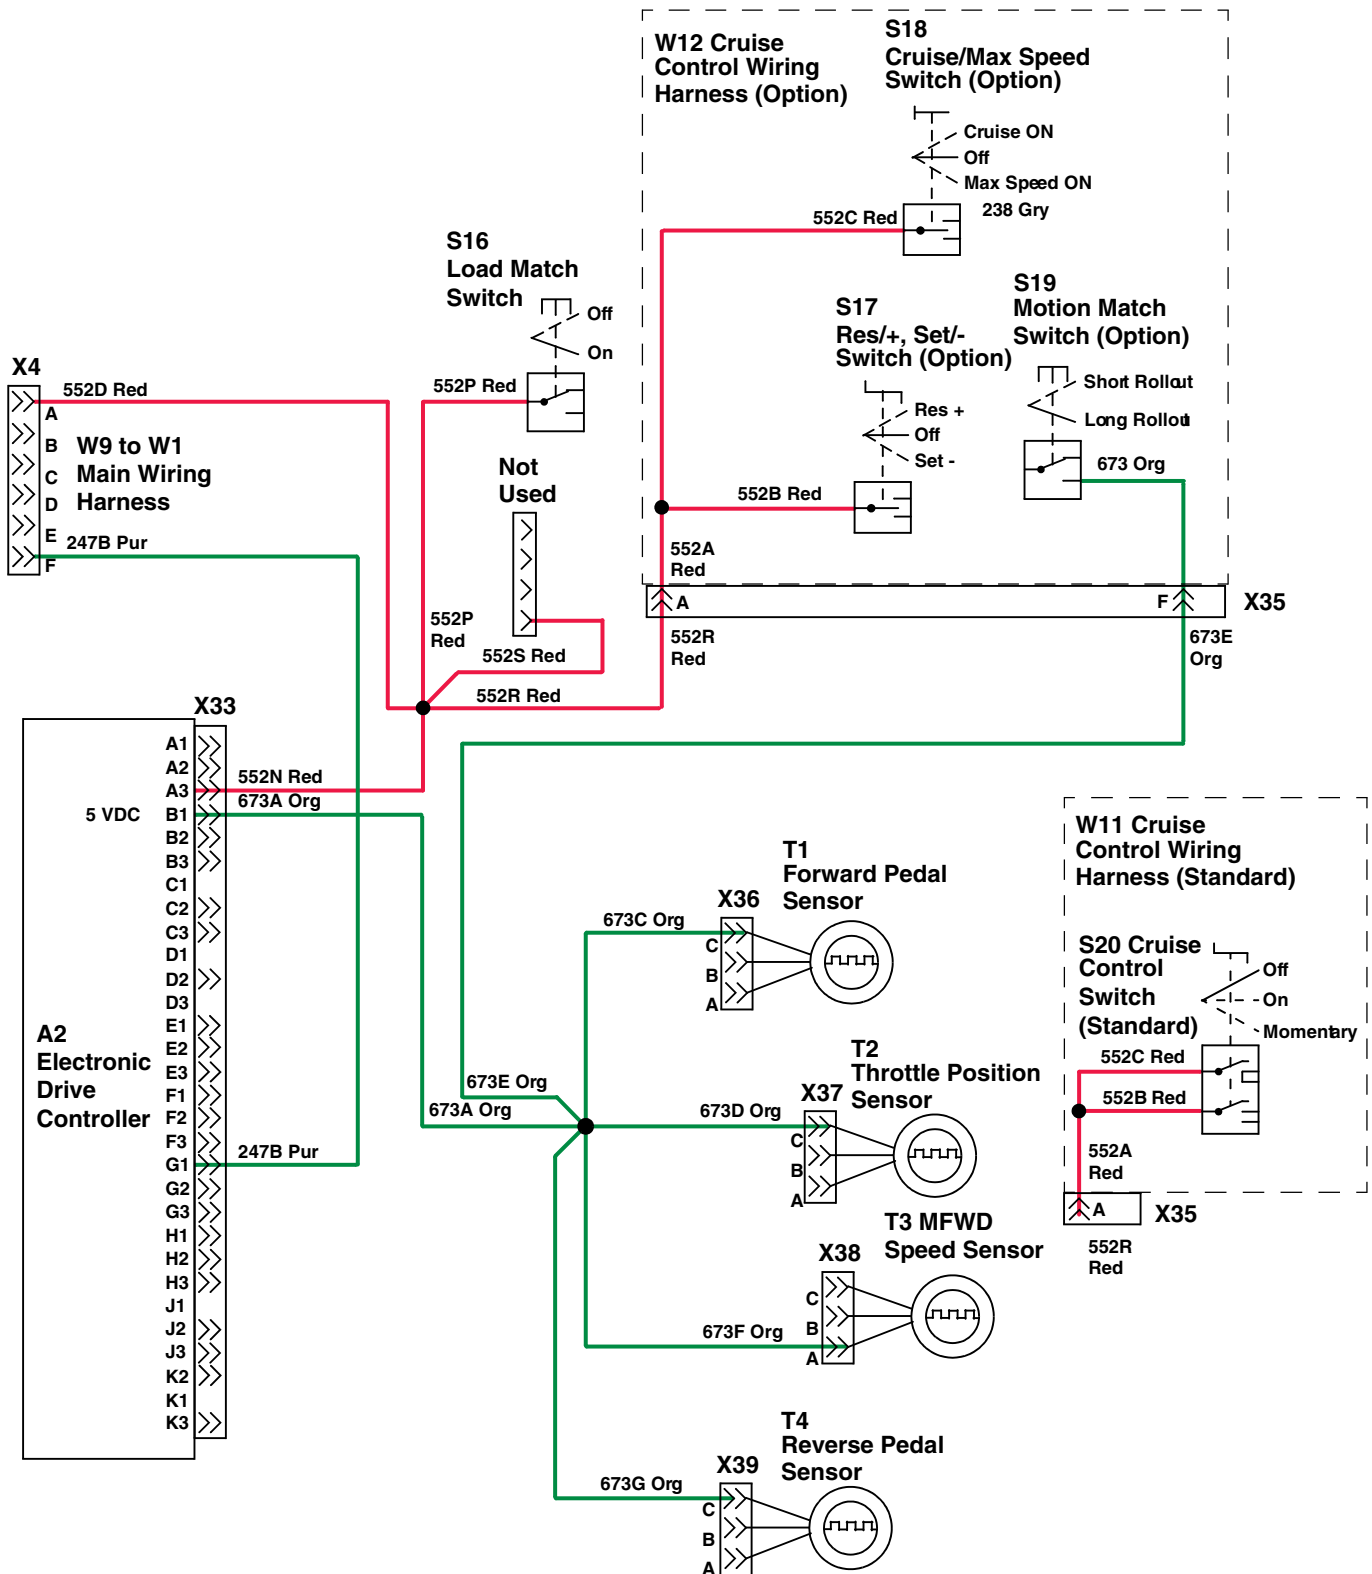 W12 Cruise
Control Wiring
Harness (Option)
S18
Cruise/Max Speed
Switch (Option)
Cruise ON
Off
Max Speed ON
238 Gry
552C Red
S16
Load Match
Switch
Off
On
552P Red
S17
Res/+, Set/-
Switch (Option)
Res +
Off
Set -
552B Red
S19
Motion Match
Switch (Option)
Short Rollout
Long Rollout
673 Org
X4
552D Red
A
B
C
D
E
F
W9 to W1
Main Wiring
Harness
247B Pur
Not
Used
552A
Red
A
F
X35
552P
Red
552S Red
552R Red
552R
Red
673E
Org
X33
A1
A2
A3
B1
B2
B3
C1
C2
C3
D1
D2
D3
E1
E2
E3
F1
F2
F3
G1
G2
G3
H1
H2
H3
J1
J2
J3
K2
K1
K3
5 VDC
A2
Electronic
Drive
Controller
552N Red
673A Org
247B Pur
W11 Cruise
Control Wiring
Harness (Standard)
S20 Cruise
Control
Switch
(Standard)
Off
On
Momentary
552C Red
552B Red
552A
Red
A
X35
552R
Red
T1
Forward Pedal
Sensor
X36
673C Org
C
B
A
673E Org
673A Org
T2
Throttle Position
Sensor
X37
673D Org
C
B
A
T3 MFWD
Speed Sensor
X38
C
B
673F Org
A
T4
Reverse Pedal
Sensor
X39
673G Org
C
B
A